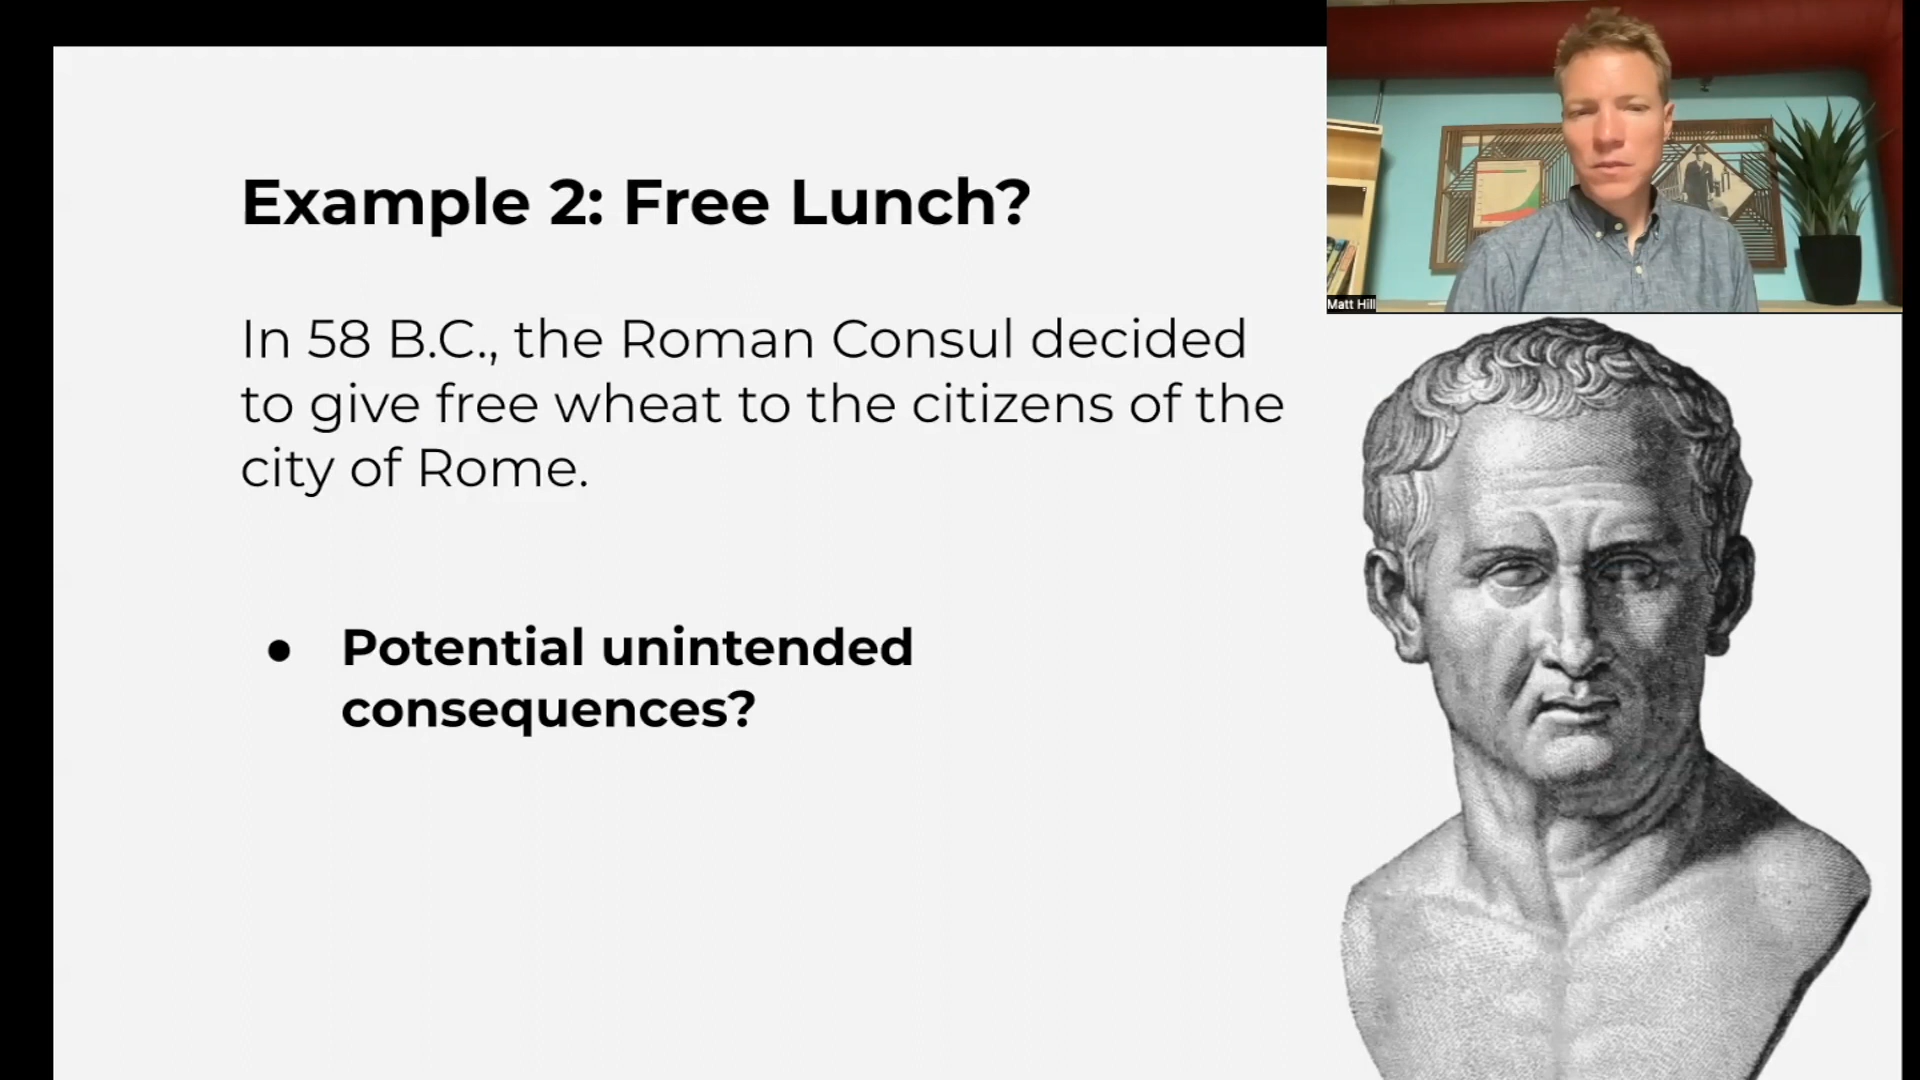 Example 2: Free Lunch?
In 58 B.C., the Roman Consul decided
to give free wheat to the citizens of the
city of Rome.
● Potential unintended
consequences?
Matt Hill